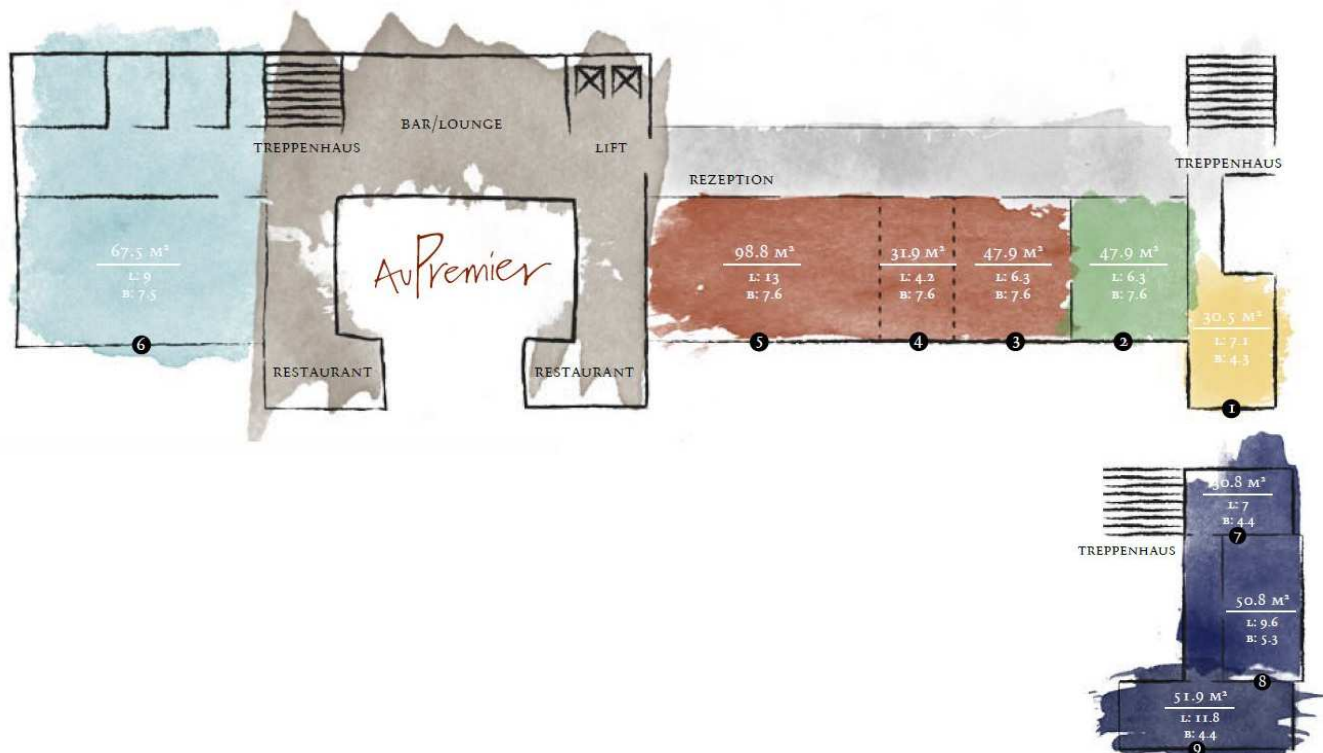 BAR/LOUNGE
TREPPENHAUS
LIFT
TREPPENHAUS
REZEPTION
AuPremier
67.5 M²
L: 9
B: 7.5
6
98.8 M²
L: 13
B: 7.6
5
31.9 M²
L: 4.2
B: 7.6
4
47.9 M²
L: 6.3
B: 7.6
3
47.9 M²
L: 6.3
B: 7.6
2
30.5 M²
L: 7.1
B: 4.3
1
RESTAURANT
RESTAURANT
30.8 M²
L: 7
B: 4.4
7
TREPPENHAUS
50.8 M²
L: 9.6
B: 5.3
8
51.9 M²
L: 11.8
B: 4.4
9